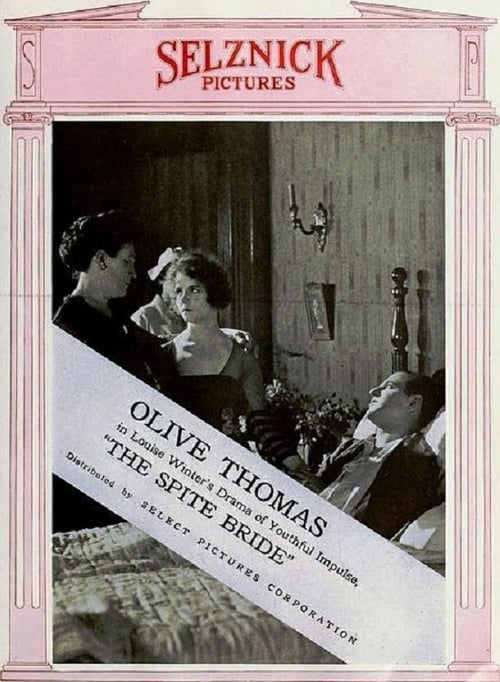 S
P
SELZNICK
PICTURES
OLIVE THOMAS
in Louise Winter's Drama of Youthful Impulse,
"THE SPITE BRIDE"
Distributed by SELECT PICTURES CORPORATION